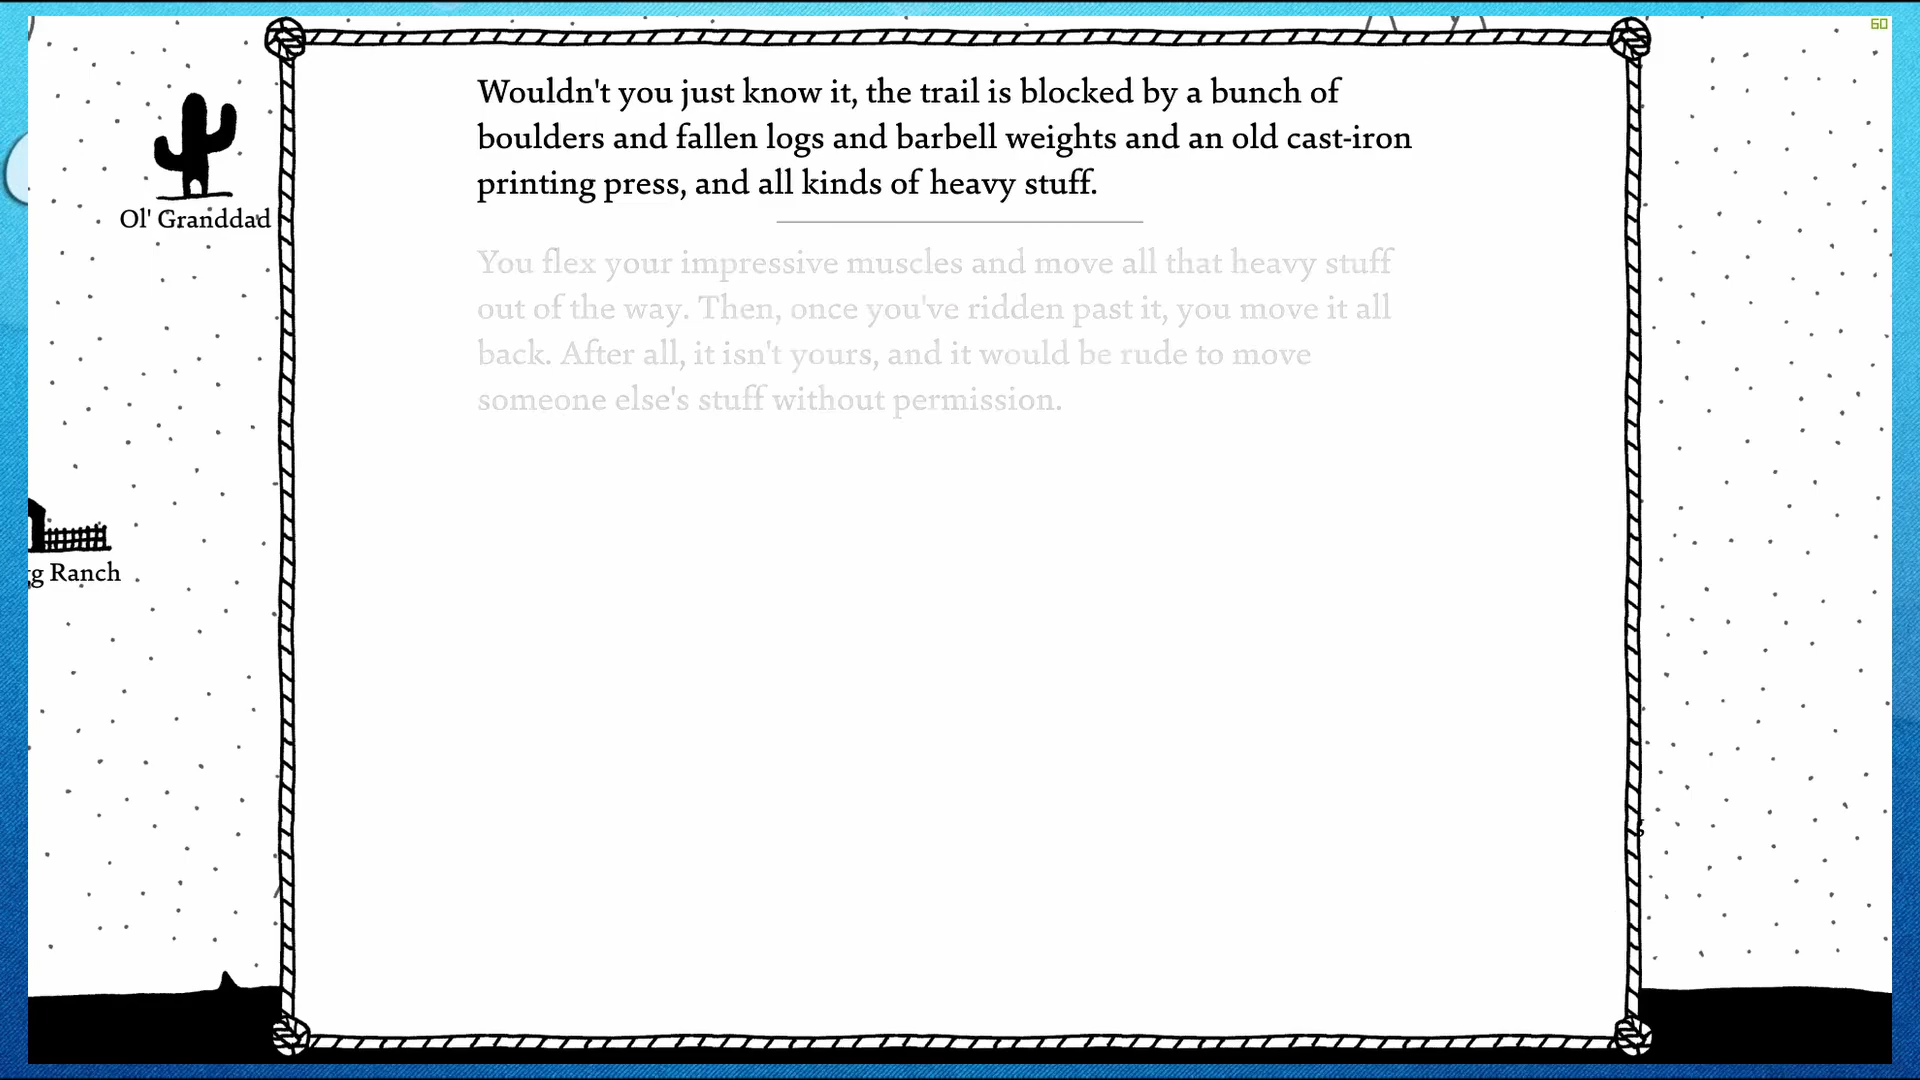 60
Wouldn't you just know it, the trail is blocked by a bunch of
boulders and fallen logs and barbell weights and an old cast-iron
printing press, and all kinds of heavy stuff.
Ol' Granddad
You flex your impressive muscles and move all that heavy stuff
out of the way. Then, once you've ridden past it, you move it all
back. After all, it isn't yours, and it would be rude to move
someone else's stuff without permission.
Ranch